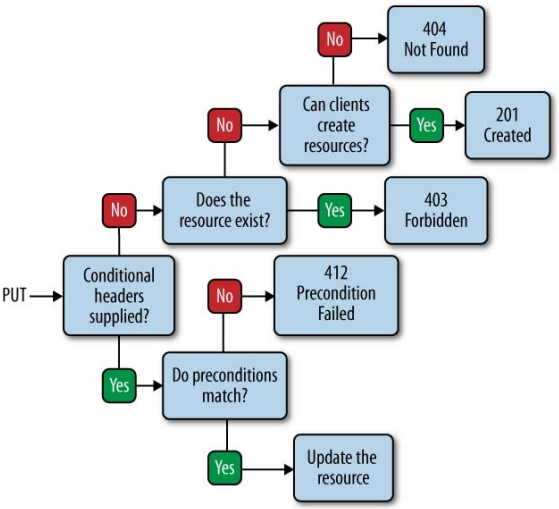 No
404
Not Found
Can clients
create
resources?
No
Yes
201
Created
No
Does the
resource exist?
Yes
403
Forbidden
PUT
Conditional
headers
supplied?
No
412
Precondition
Failed
Yes
Do preconditions
match?
Yes
Update the
resource